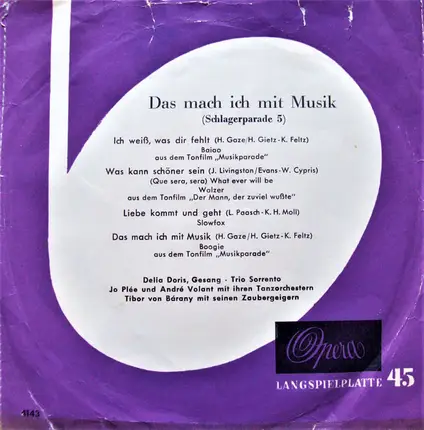 Das mach ich mit Musik
(Schlagerparade 5)
Ich weiß, was dir fehlt (H. Gaze/H. Gietz - K. Feltz)
Baiao
aus dem Tonfilm „Musikparade"
Was kann schöner sein (J. Livingston/Evans - W. Cypris)
(Que sera, sera) What ever will be
Walzer
aus dem Tonfilm „Der Mann, der zuviel wußte"
Liebe kommt und geht (L. Paasch - K. H. Moll)
Slowfox
Das mach ich mit Musik (H. Gaze/H. Gietz - K. Feltz)
Boogie
aus dem Tonfilm „Musikparade"
Delia Doris, Gesang - Trio Sorrento
Jo Plée und André Volant mit ihren Tanzorchestern
Tibor von Bárany mit seinen Zaubergeigern
Opera
LANGSPIELPLATTE 45
4143